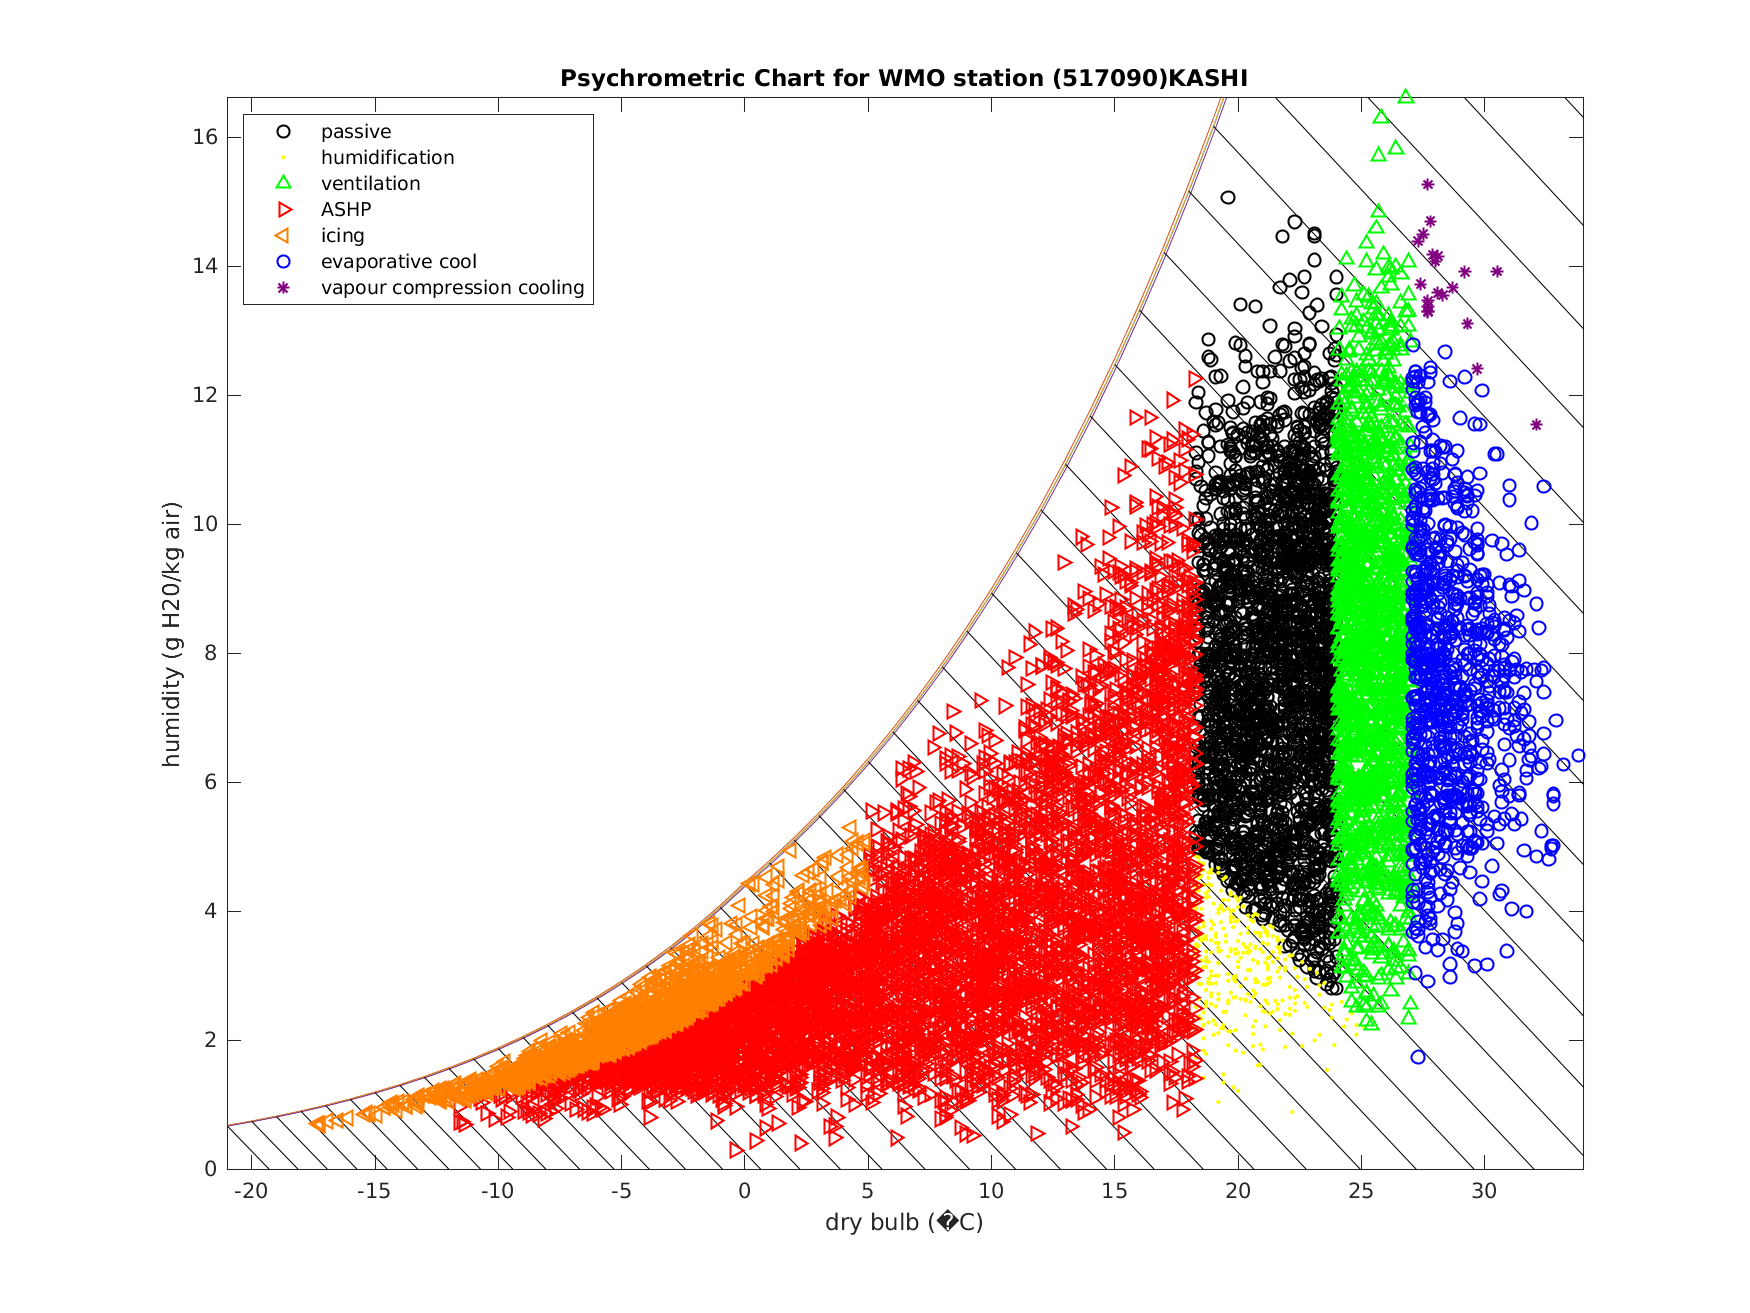 Psychrometric Chart for WMO station (517090)KASHI
passive
humidification
ventilation
ASHP
icing
evaporative cool
vapour compression cooling
humidity (g H20/kg air)
16
14
12
10
8
6
4
2
0
-20 -15 -10 -5 0 5 10 15 20 25 30
dry bulb (�C)